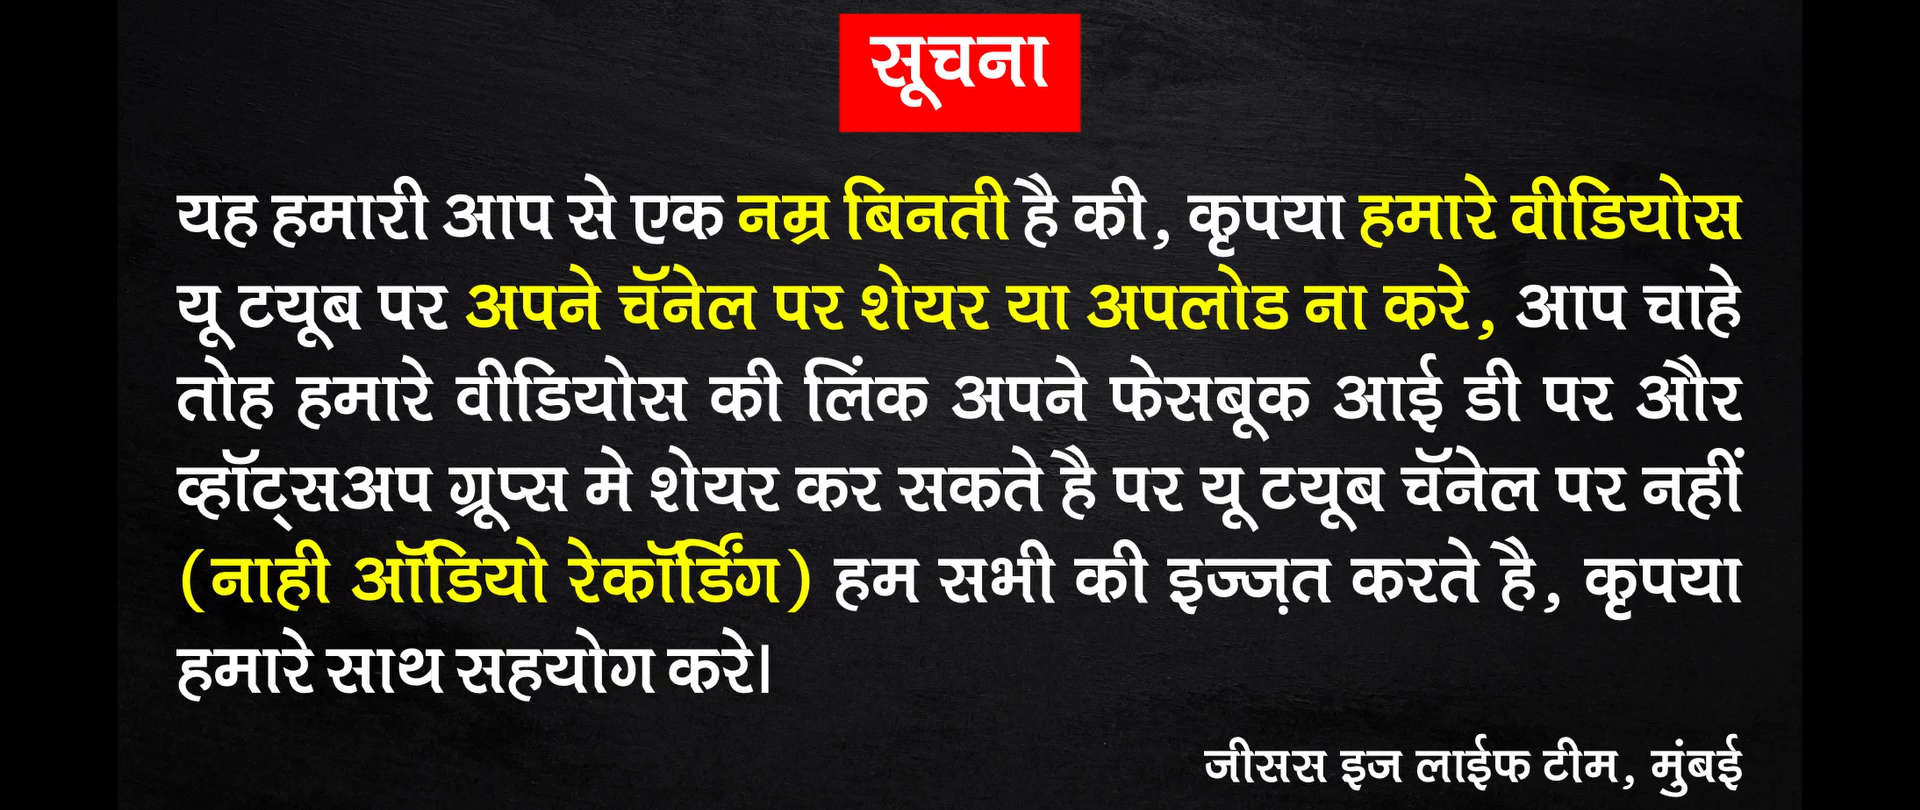 सूचना
यह हमारी आप से एक नम्र बिनती है की, कृपया हमारे वीडियोस
यू टयूब पर अपने चॅनेल पर शेयर या अपलोड ना करे, आप चाहे
तोह हमारे वीडियोस की लिंक अपने फेसबूक आई डी पर और
व्हॉट्सअप ग्रूप्स मे शेयर कर सकते है पर यू टयूब चॅनेल पर नहीं
(नाही ऑडियो रेकॉर्डिंग) हम सभी की इज्ज़त करते है, कृपया
हमारे साथ सहयोग करे।
जीसस इज लाईफ टीम, मुंबई